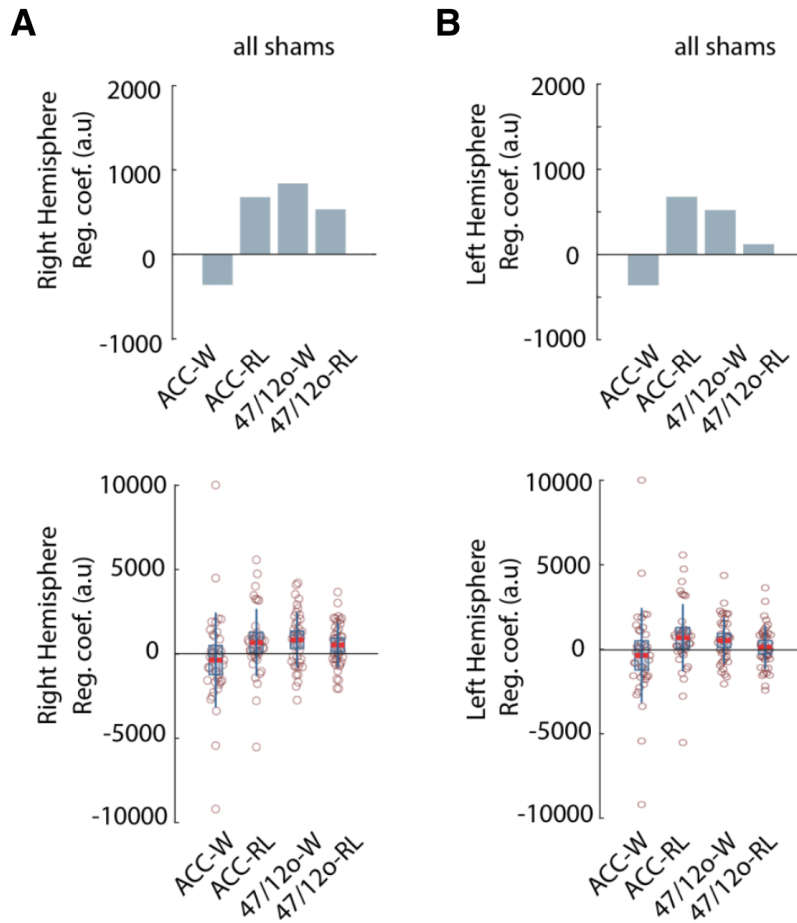 A
all shams
Right Hemisphere
Reg. coef. (a.u)
2000
1000
0
-1000
ACC-W
ACC-RL
47/12o-W
47/12o-RL
B
all shams
Left Hemisphere
Reg. coef. (a.u)
2000
1000
0
-1000
ACC-W
ACC-RL
47/12o-W
47/12o-RL
Right Hemisphere
Reg. coef. (a.u)
10000
5000
0
-5000
-10000
ACC-W
ACC-RL
47/12o-W
47/12o-RL
Left Hemisphere
Reg. coef. (a.u)
10000
5000
0
-5000
-10000
ACC-W
ACC-RL
47/12o-W
47/12o-RL